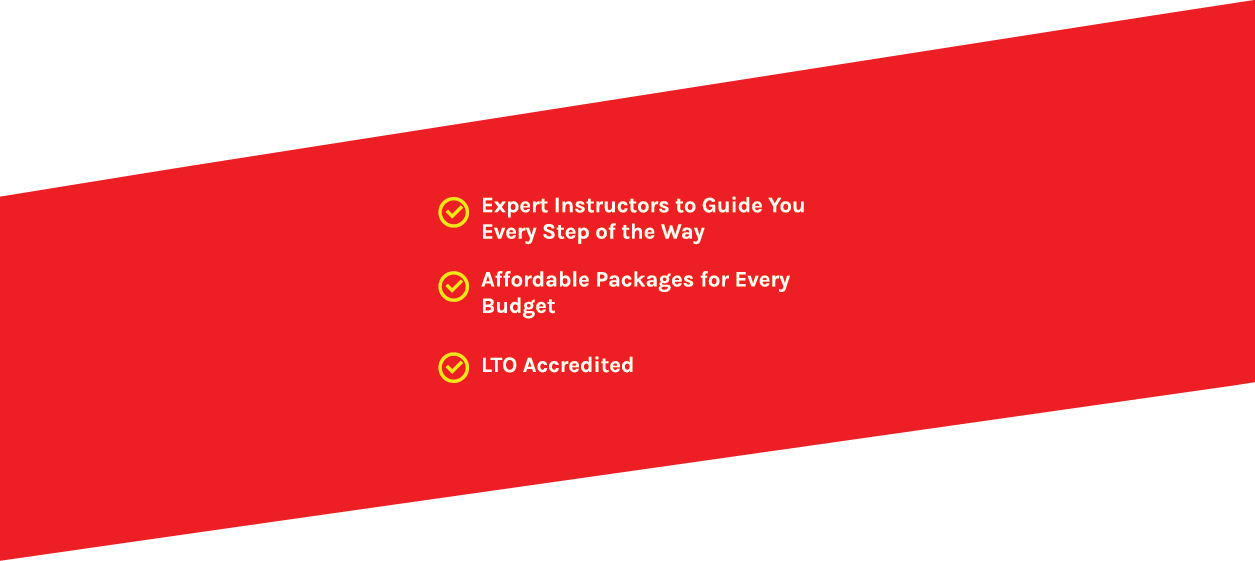 Expert Instructors to Guide You
Every Step of the Way
Affordable Packages for Every
Budget
LTO Accredited